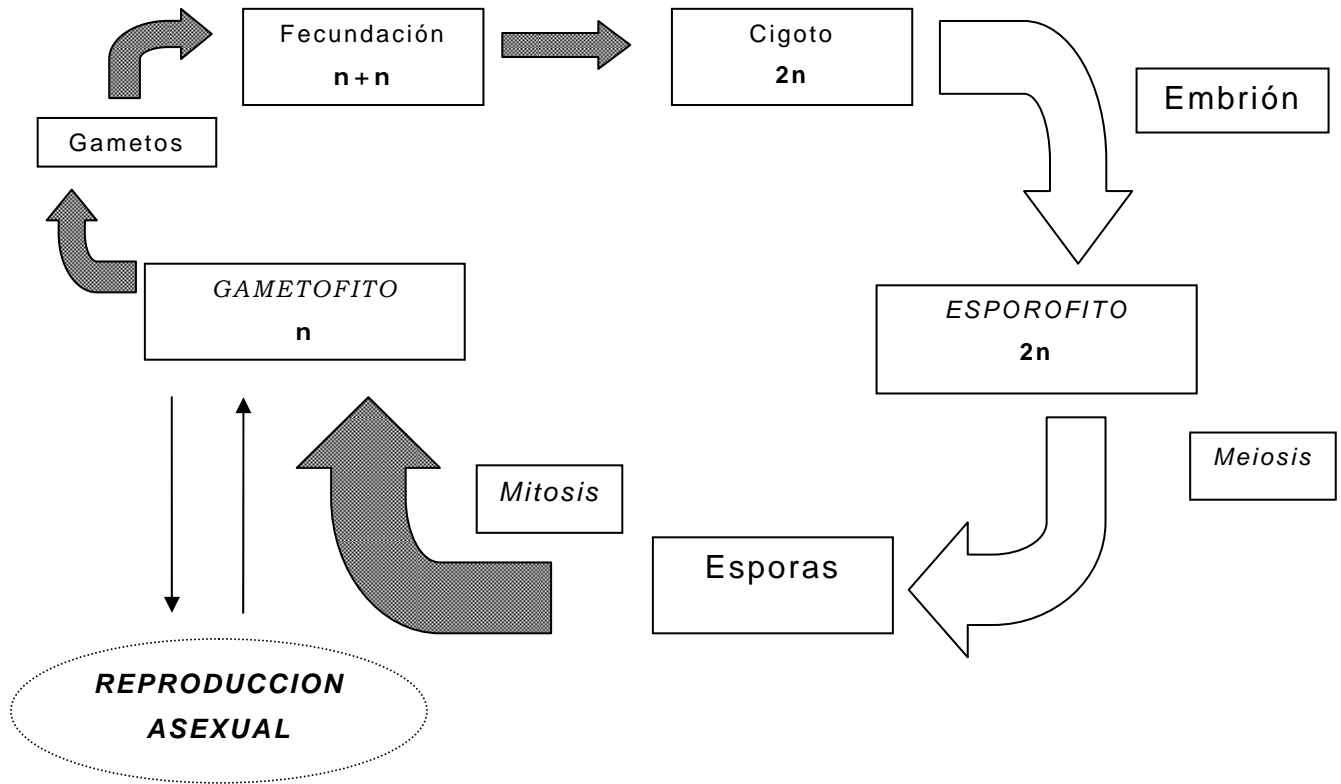 Fecundación
n+n
Cigoto
2n
Embrión
Gametos
GAMETOFITO
n
ESPOROFITO
2n
Meiosis
Mitosis
Esporas
REPRODUCCION
ASEXUAL